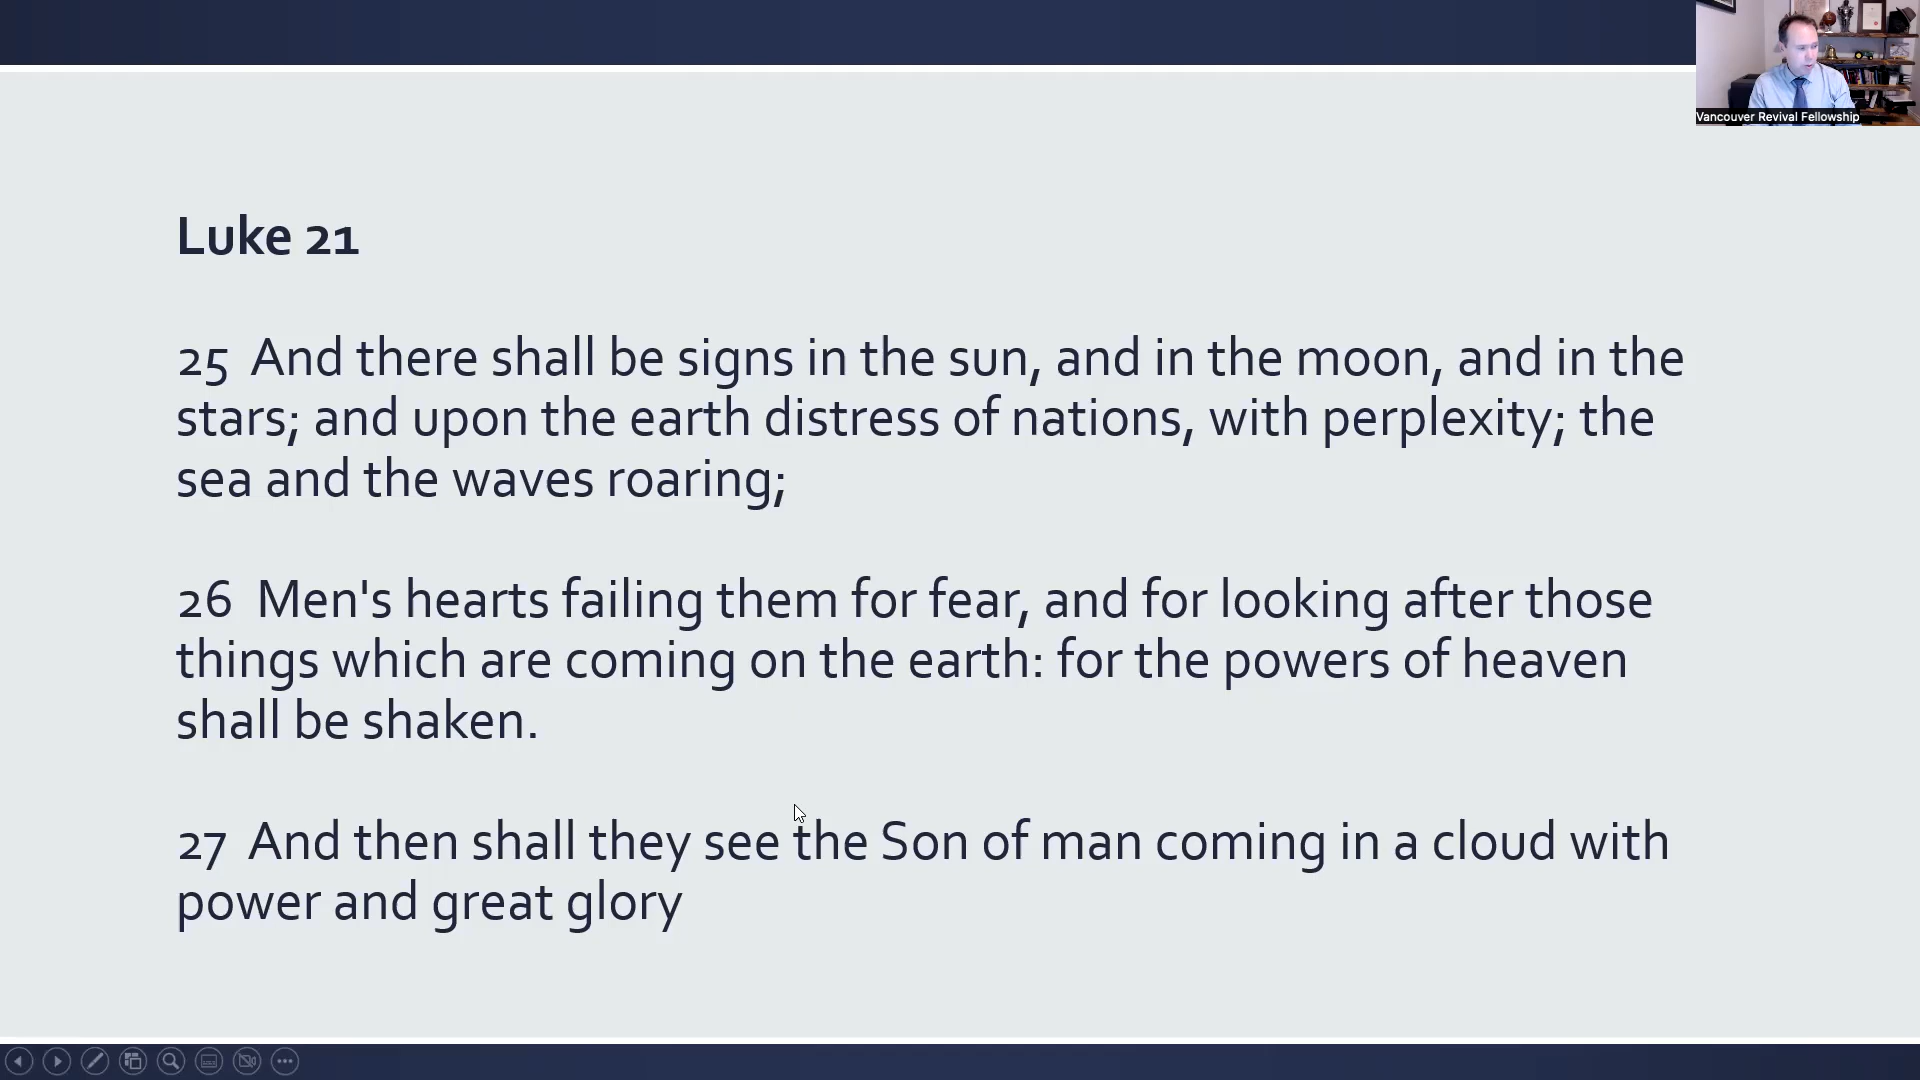 Vancouver Revival Fellowship
Luke 21
25 And there shall be signs in the sun, and in the moon, and in the
stars; and upon the earth distress of nations, with perplexity; the
sea and the waves roaring;
26 Men's hearts failing them for fear, and for looking after those
things which are coming on the earth: for the powers of heaven
shall be shaken.
27 And then shall they see the Son of man coming in a cloud with
power and great glory